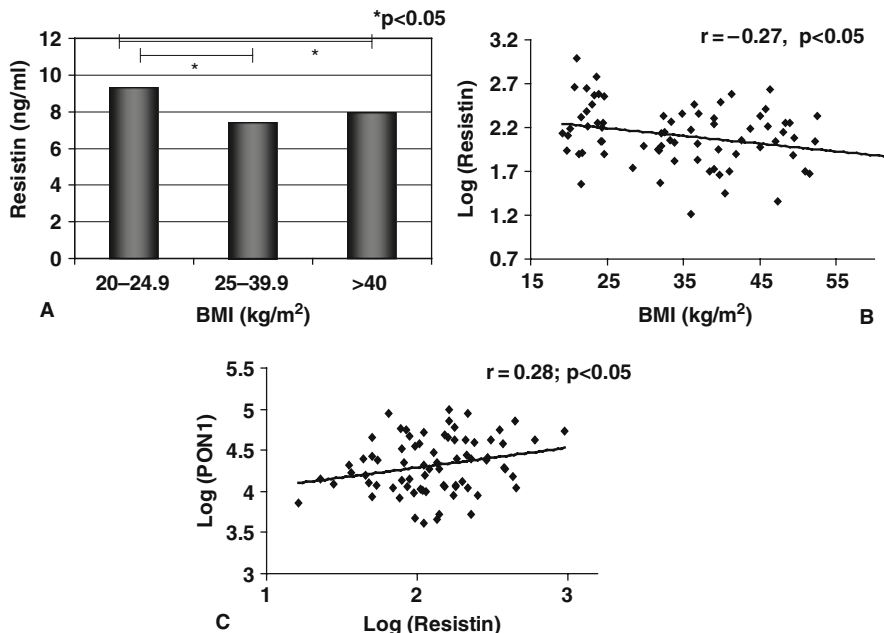 *p<0.05
12
10
8
6
4
2
0
Resistin (ng/ml)
*
*
20–24.9 25–39.9 >40
A BMI (kg/m²)
r = −0.27, p<0.05
3.2
2.7
2.2
1.7
1.2
0.7
Log (Resistin)
15 25 35 45 55
BMI (kg/m²) B
r = 0.28; p<0.05
5.5
5
4.5
4
3.5
3
Log (PON1)
1 2 3
C Log (Resistin)